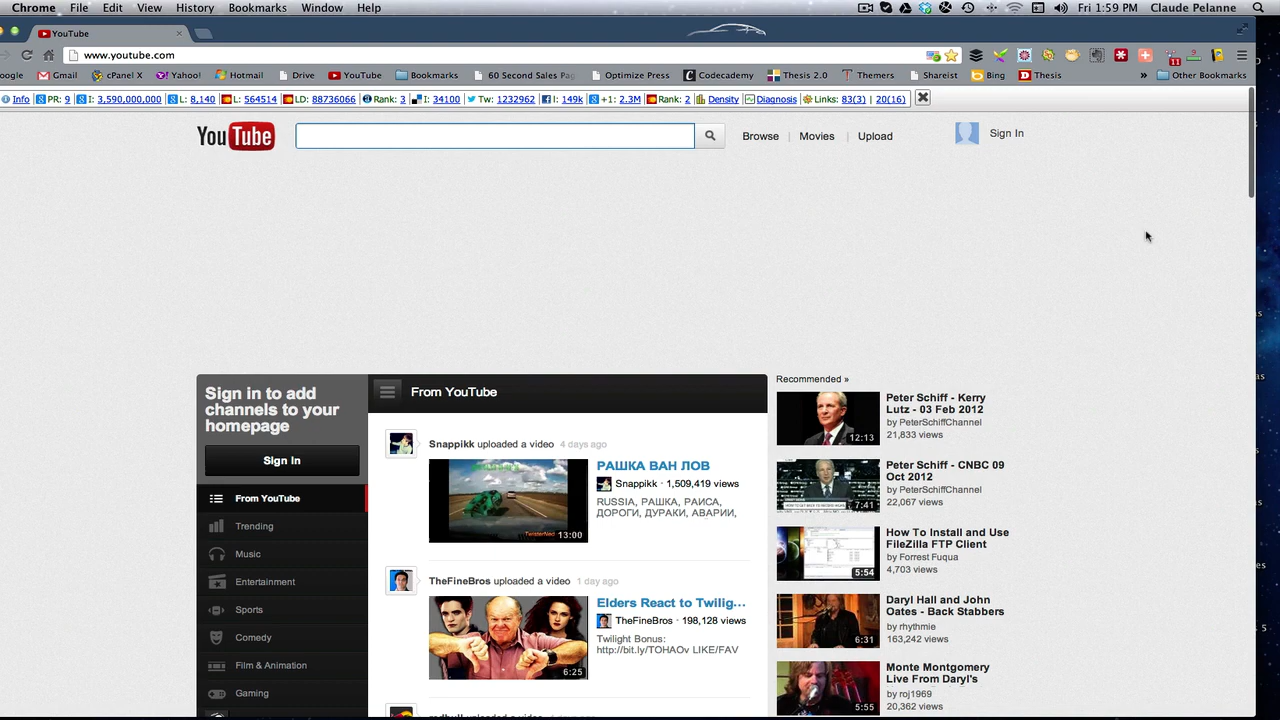 Chrome File Edit View History Bookmarks Window Help Fri 1:59 PM Claude Pelanne
YouTube
www.youtube.com
oogle Gmail cPanel X Yahoo! Hotmail Drive YouTube Bookmarks 60 Second Sales Pag Optimize Press Codecademy Thesis 2.0 Themers Shareist Bing Thesis » Other Bookmarks
Info PR: 9 I: 3,590,000,000 L: 8,140 L: 564514 LD: 88736066 Rank: 3 I: 34100 Tw: 1232962 I: 149k +1: 2.3M Rank: 2 Density Diagnosis Links: 83(3) | 20(16)
YouTube Browse Movies Upload Sign In
Sign in to add
channels to your
homepage
Sign In
From YouTube
Trending
Music
Entertainment
Sports
Comedy
Film & Animation
Gaming
From YouTube
Snappikk uploaded a video 4 days ago
13:00
РАШКА ВАН ЛОВ
Snappikk · 1,509,419 views
RUSSIA, РАШКА, РАИСА,
ДОРОГИ, ДУРАКИ, АВАРИИ,
TheFineBros uploaded a video 1 day ago
6:25
Elders React to Twilig...
TheFineBros · 198,128 views
Twilight Bonus:
http://bit.ly/TOHAOv LIKE/FAV
redbull uploaded a video 4 days ago
Recommended »
12:13
Peter Schiff - Kerry
Lutz - 03 Feb 2012
by PeterSchiffChannel
21,833 views
7:41
Peter Schiff - CNBC 09
Oct 2012
by PeterSchiffChannel
22,067 views
5:54
How To Install and Use
FileZilla FTP Client
by Forrest Fuqua
4,703 views
6:31
Daryl Hall and John
Oates - Back Stabbers
by rhythmie
163,242 views
5:55
Monte Montgomery
Live From Daryl's
by roj1969
20,362 views